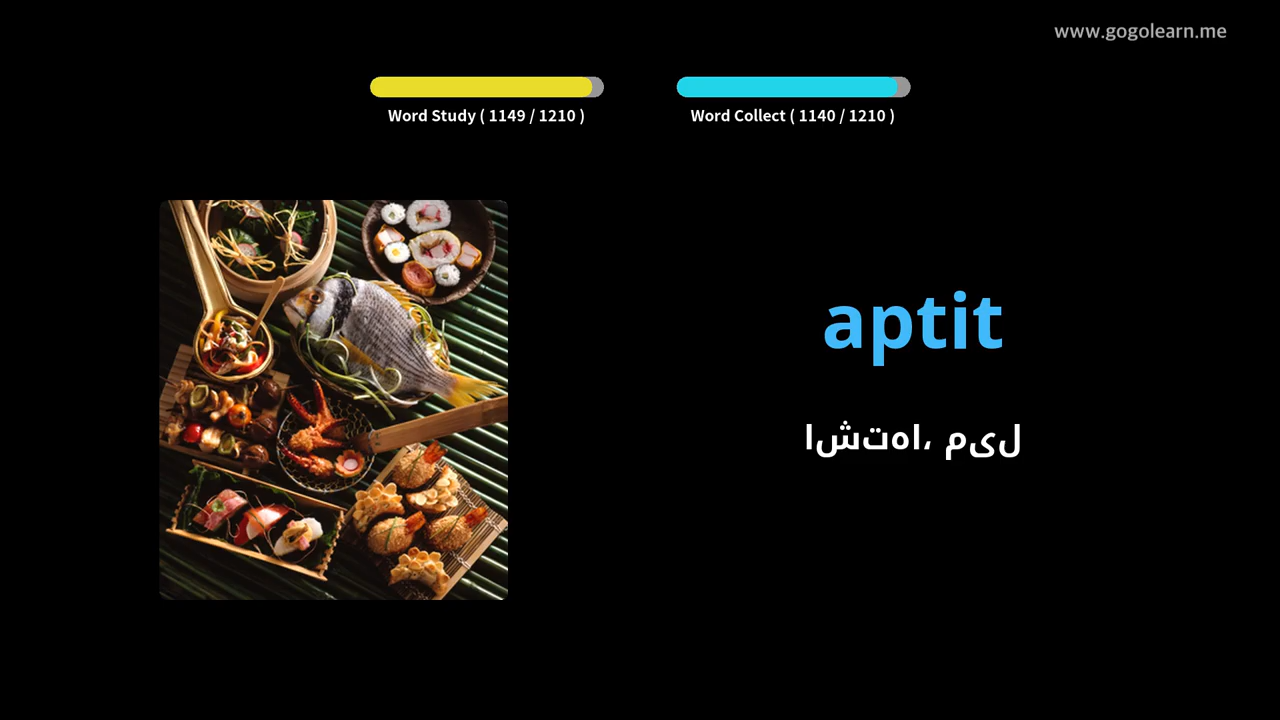 www.gogolearn.me
Word Study ( 1149 / 1210 )
Word Collect ( 1140 / 1210 )
aptit
اشتها، میل